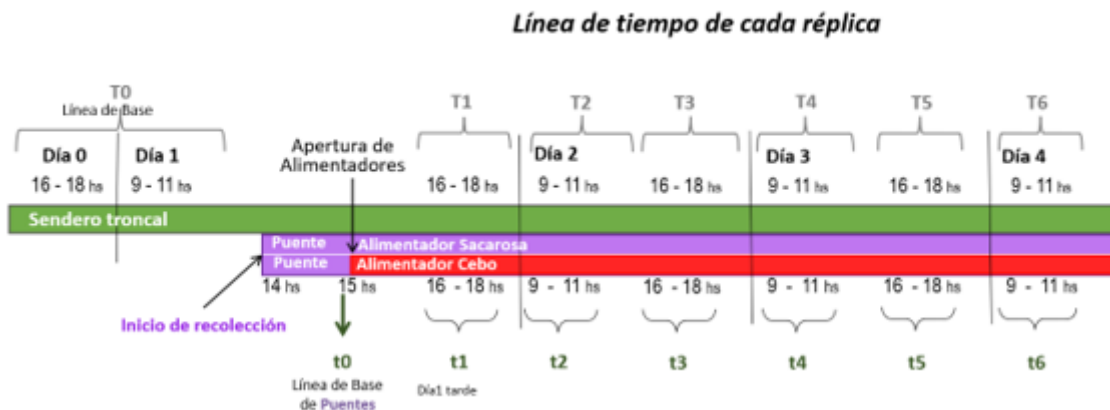 Línea de tiempo de cada réplica
T0
Línea de Base
T1 T2 T3 T4 T5 T6
Día 0 Día 1
Apertura de
Alimentadores
Día 2 Día 3 Día 4
16 - 18 hs 9 - 11 hs 16 - 18 hs 9 - 11 hs 16 - 18 hs 9 - 11 hs 16 - 18 hs 9 - 11 hs
Sendero troncal
Puente Alimentador Sacarosa
Puente Alimentador Cebo
14 hs 15 hs 16 - 18 hs 9 - 11 hs 16 - 18 hs 9 - 11 hs 16 - 18 hs 9 - 11 hs
Inicio de recolección
t0 t1 t2 t3 t4 t5 t6
Línea de Base
de Puentes
Día1 tarde